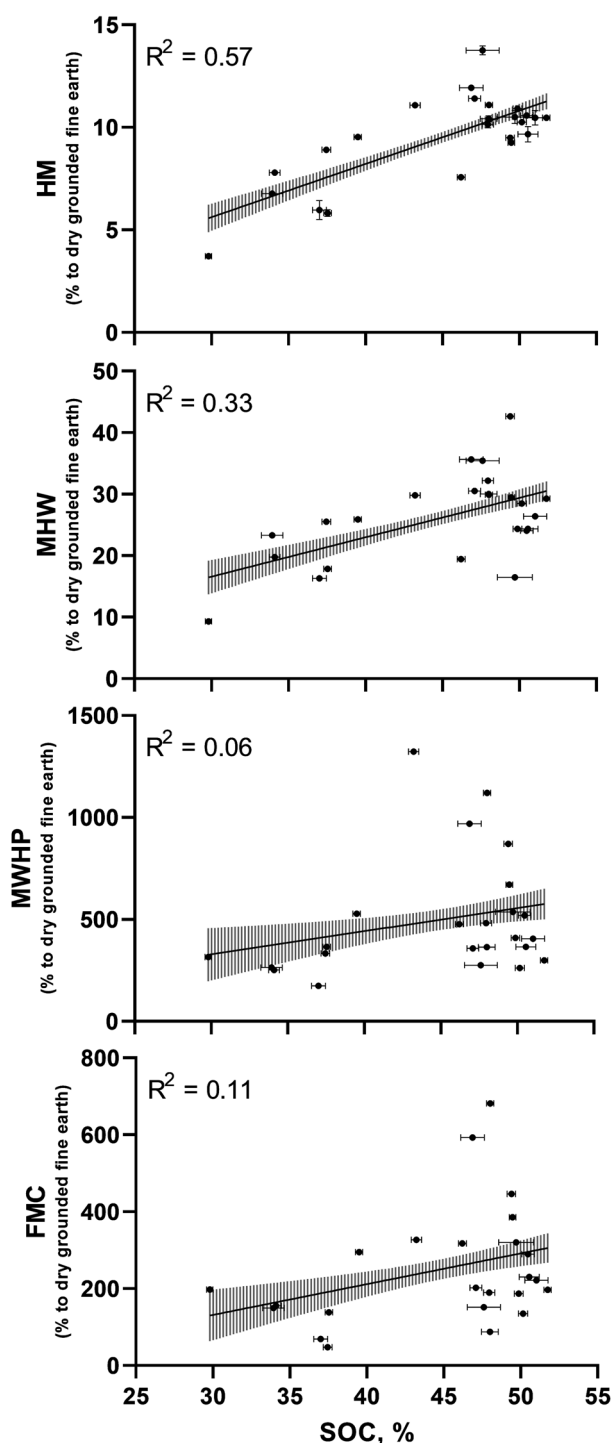 15
R² = 0.57
10
HM
(% to dry grounded fine earth)
5
0
50
R² = 0.33
40
30
MHW
(% to dry grounded fine earth)
20
10
0
1500
R² = 0.06
1000
MWHP
(% to dry grounded fine earth)
500
0
800
R² = 0.11
600
FMC
(% to dry grounded fine earth)
400
200
0
25 30 35 40 45 50 55
SOC, %